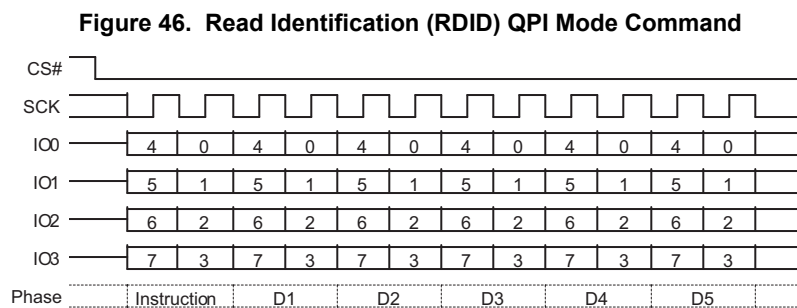 Figure 46. Read Identification (RDID) QPI Mode Command
CS#
SCK
IO0 4 0 4 0 4 0 4 0 4 0 4 0
IO1 5 1 5 1 5 1 5 1 5 1 5 1
IO2 6 2 6 2 6 2 6 2 6 2 6 2
IO3 7 3 7 3 7 3 7 3 7 3 7 3
Phase Instruction D1 D2 D3 D4 D5